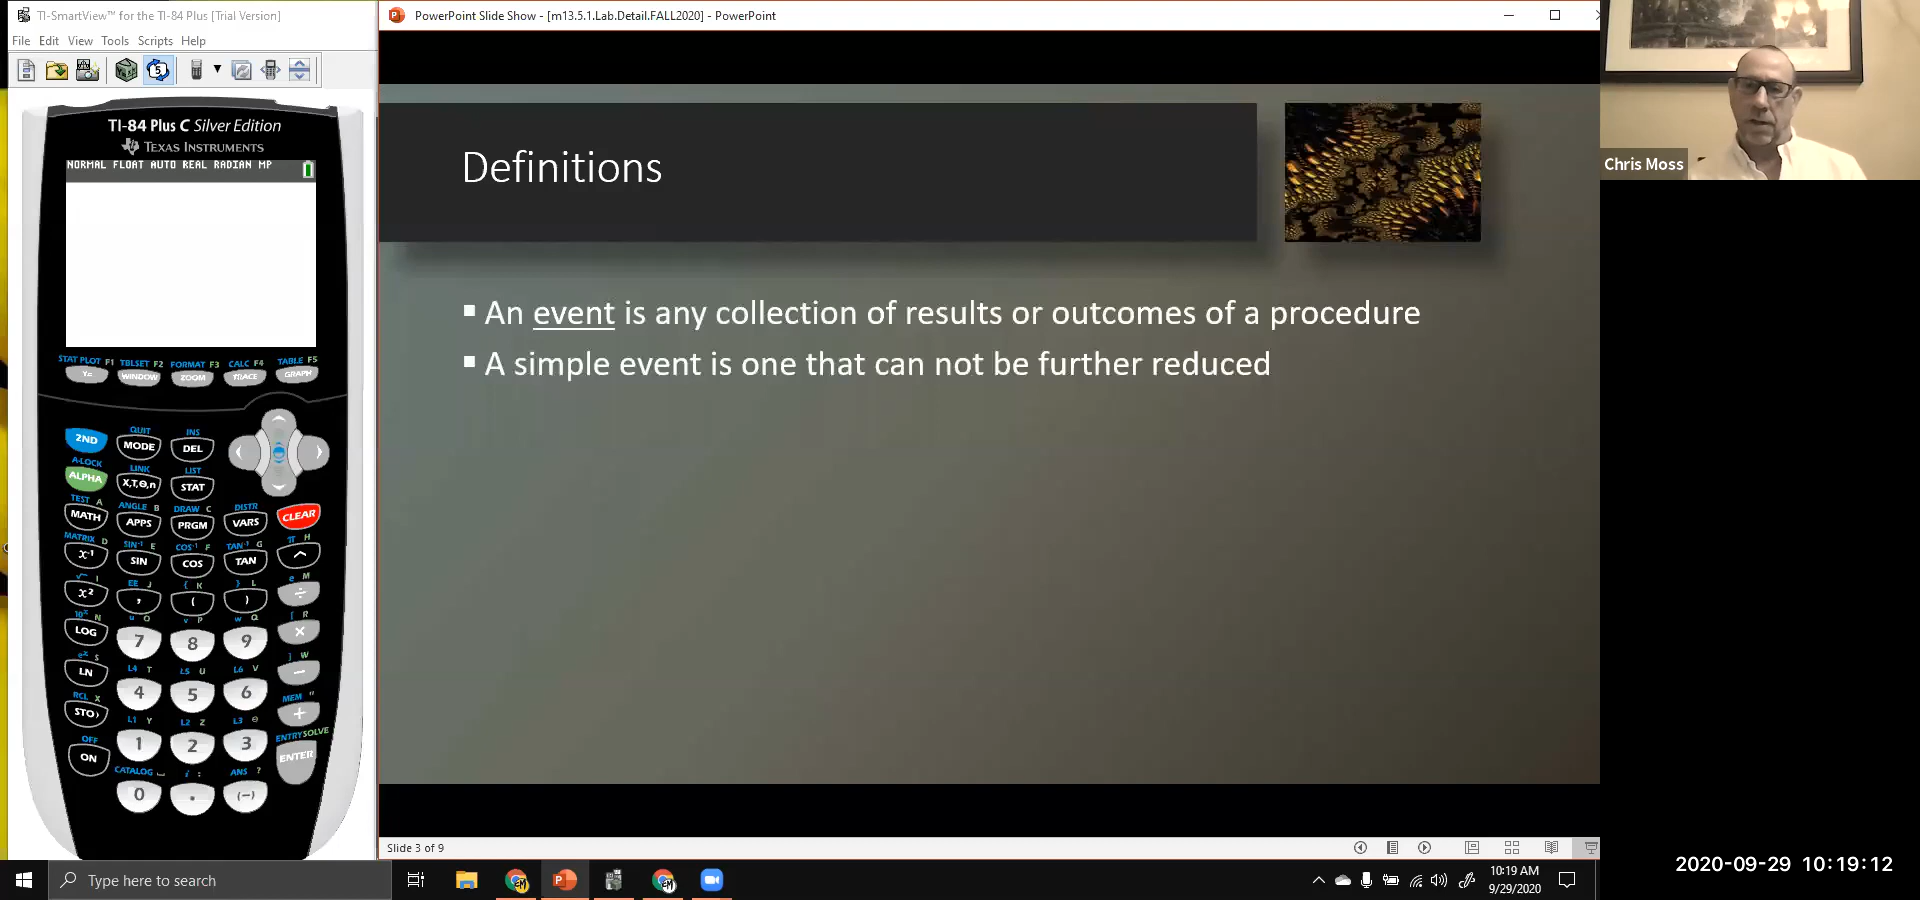 TI-SmartView™ for the TI-84 Plus [Trial Version]
File Edit View Tools Scripts Help
TI-84 Plus C Silver Edition
TEXAS INSTRUMENTS
NORMAL FLOAT AUTO REAL RADIAN MP
STAT PLOT F1 TBLSET F2 FORMAT F3 CALC F4 TABLE F5
Y= WINDOW ZOOM TRACE GRAPH
QUIT INS
2ND MODE DEL
A-LOCK LINK LIST
ALPHA X,T,Θ,n STAT
TEST A ANGLE B DRAW C DISTR
MATH APPS PRGM VARS CLEAR
MATRIX D SIN⁻¹ E COS⁻¹ F TAN⁻¹ G π H
x⁻¹ SIN COS TAN ^
√ I EE J { K } L e M
x² , ( ) ÷
10ˣ N u O v P w Q [ R
LOG 7 8 9 ×
eˣ S L4 T L5 U L6 V ] W
LN 4 5 6 −
RCL X L1 Y L2 Z L3 Θ MEM "
STO› 1 2 3 +
OFF CATALOG i : ANS ? ENTRY SOLVE
ON 0 . (−) ENTER
PowerPoint Slide Show - [m13.5.1.Lab.Detail.FALL2020] - PowerPoint
Definitions
▪ An event is any collection of results or outcomes of a procedure
▪ A simple event is one that can not be further reduced
Slide 3 of 9
Chris Moss
Type here to search
10:19 AM
9/29/2020
2020-09-29 10:19:12